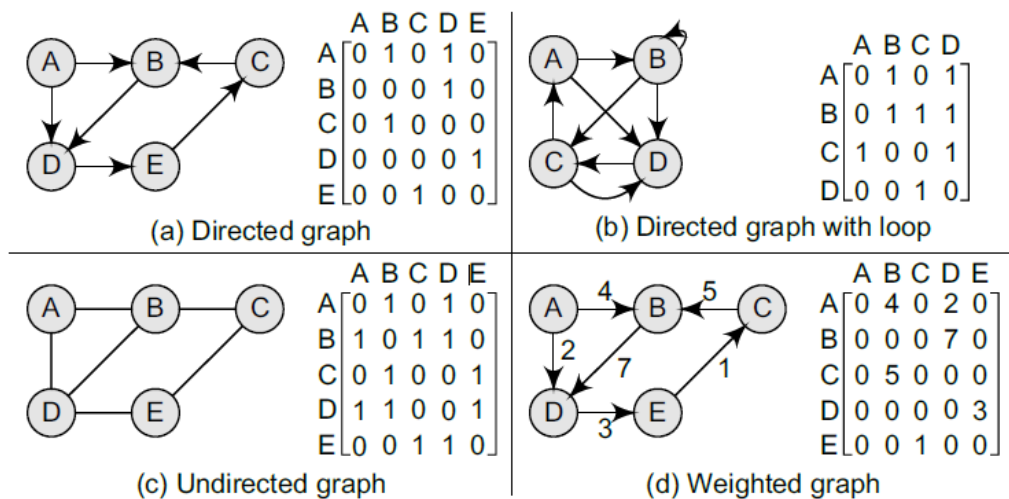 A B C
D E
A B C D E
A 0 1 0 1 0
B 0 0 0 1 0
C 0 1 0 0 0
D 0 0 0 0 1
E 0 0 1 0 0
(a) Directed graph
A B
C D
A B C D
A 0 1 0 1
B 0 1 1 1
C 1 0 0 1
D 0 0 1 0
(b) Directed graph with loop
A B C
D E
A B C D E
A 0 1 0 1 0
B 1 0 1 1 0
C 0 1 0 0 1
D 1 1 0 0 1
E 0 0 1 1 0
(c) Undirected graph
A 4 B 5 C
2 7 1
D 3 E
A B C D E
A 0 4 0 2 0
B 0 0 0 7 0
C 0 5 0 0 0
D 0 0 0 0 3
E 0 0 1 0 0
(d) Weighted graph